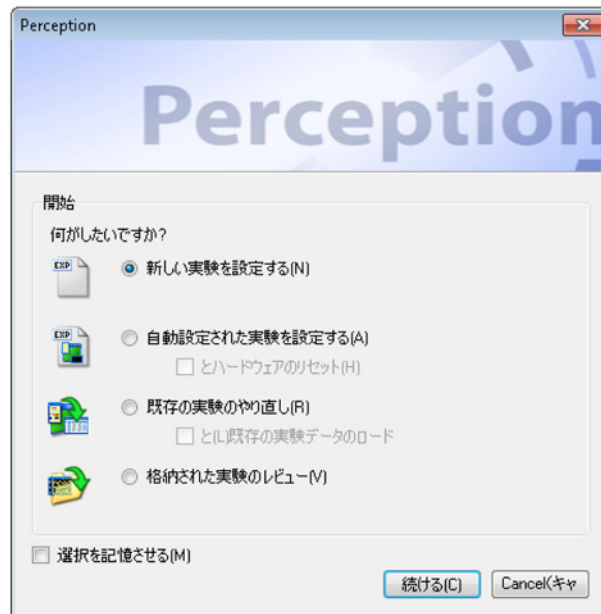 Perception
Perception
開始
何がしたいですか?
EXP
新しい実験を設定する(N)
EXP
自動設定された実験を設定する(A)
とハードウェアのリセット(H)
既存の実験のやり直し(R)
と(L)既存の実験データのロード
格納された実験のレビュー(V)
選択を記憶させる(M)
続ける(C)
Cancel(キャ